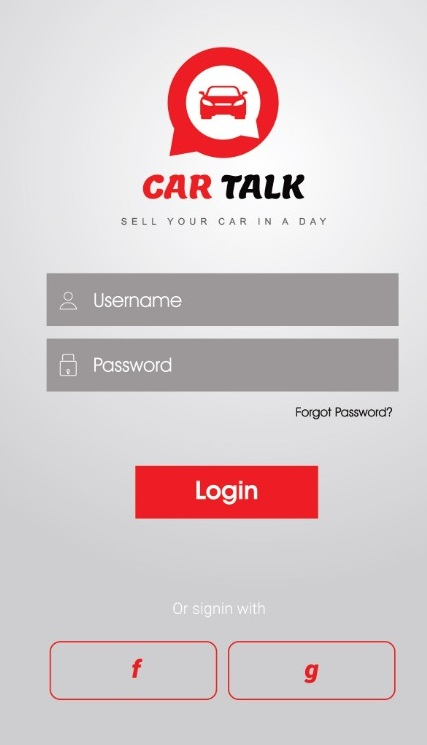 CAR TALK
SELL YOUR CAR IN A DAY
Username
Password
Forgot Password?
Login
Or signin with
f
g